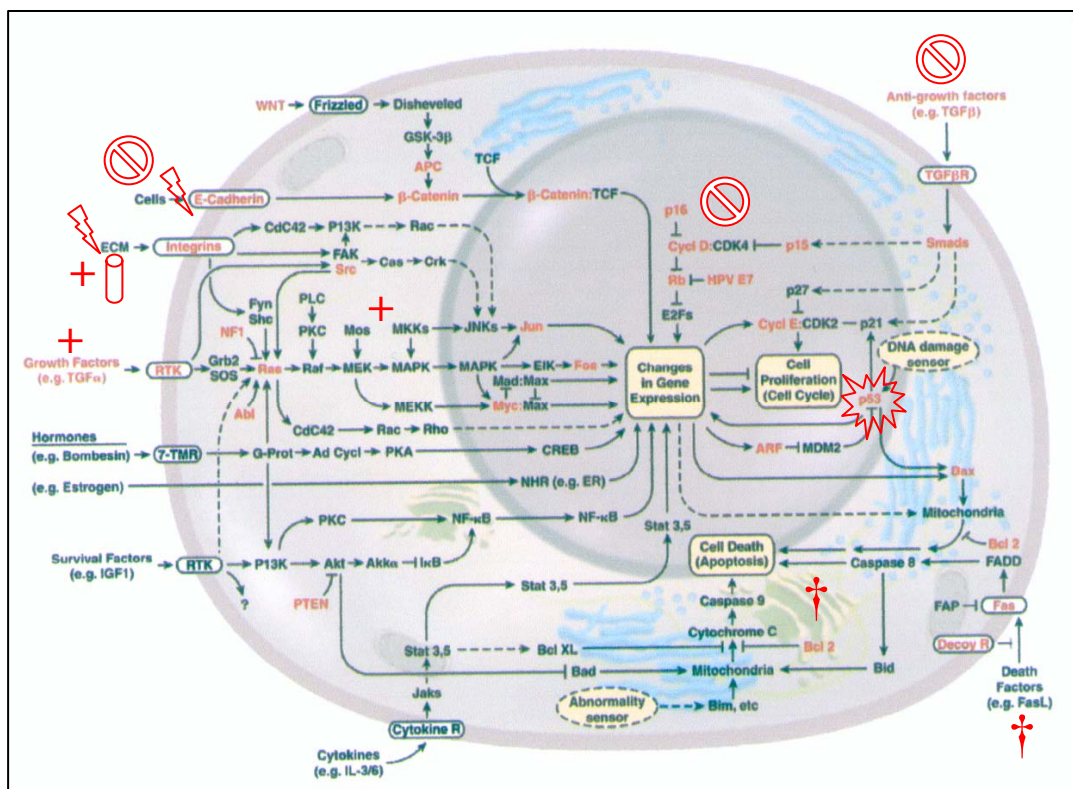 Anti-growth factors
(e.g. TGFβ)
WNT
Frizzled
Disheveled
GSK-3β
APC
TCF
TGFβR
Cells
E-Cadherin
β-Catenin
β-Catenin:TCF
p16
CdC42
P13K
Rac
Cycl D:CDK4
p15
Smads
ECM
Integrins
FAK
Src
Cas
Crk
Rb
HPV E7
p27
Fyn
Shc
PLC
E2Fs
NF1
PKC
Mos
MKKs
JNKs
Jun
Cycl E:CDK2
p21
DNA damage
sensor
Growth Factors
(e.g. TGFα)
RTK
Grb2
SOS
Ras
Raf
MEK
MAPK
MAPK
ElK
Fos
Changes
in Gene
Expression
Cell
Proliferation
(Cell Cycle)
Mad:Max
p53
Abl
MEKK
Myc:Max
CdC42
Rac
Rho
Hormones
(e.g. Bombesin)
7-TMR
G-Prot
Ad Cycl
PKA
CREB
ARF
MDM2
Bax
(e.g. Estrogen)
NHR (e.g. ER)
PKC
NF-κB
NF-κB
Stat 3,5
Mitochondria
Bcl 2
Survival Factors
(e.g. IGF1)
RTK
P13K
Akt
Akkα
IκB
Cell Death
(Apoptosis)
Caspase 8
FADD
?
PTEN
Stat 3,5
Caspase 9
FAP
Fas
Cytochrome C
Stat 3,5
Bcl XL
Bcl 2
Decoy R
Bad
Mitochondria
Bid
Jaks
Abnormality
sensor
Bim, etc
Death
Factors
(e.g. FasL)
Cytokine R
Cytokines
(e.g. IL-3/6)